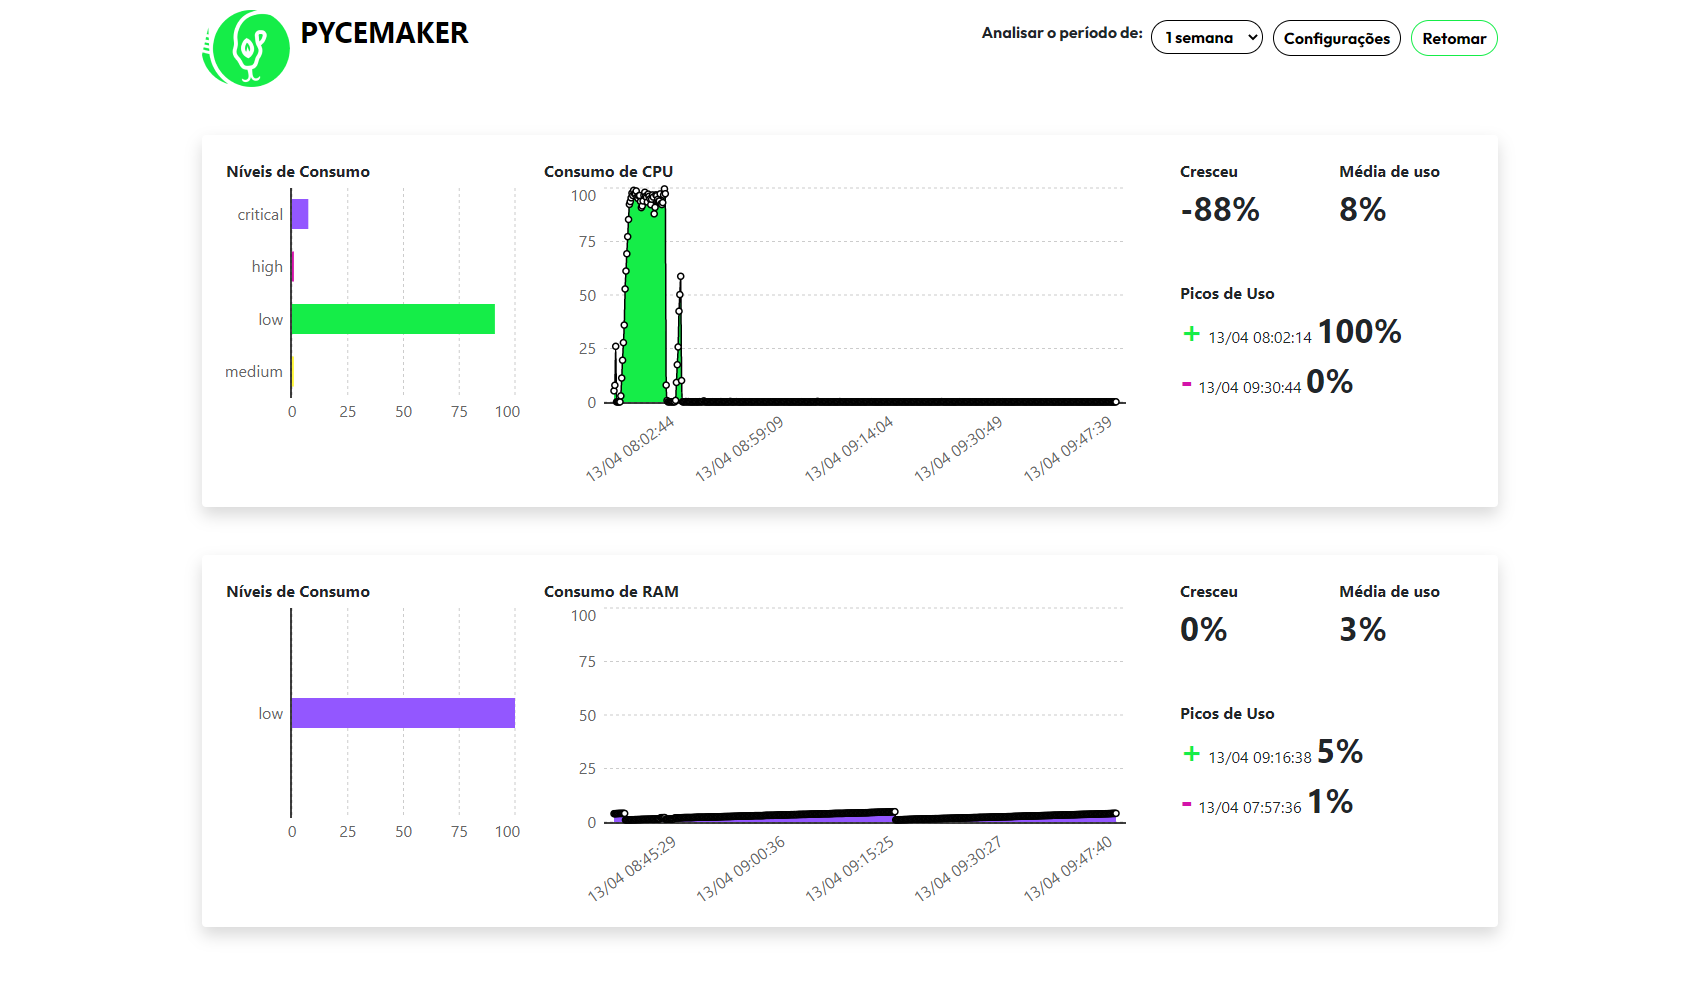 PYCEMAKER
Analisar o período de: 1 semana Configurações Retomar
Níveis de Consumo
critical
high
low
medium
0 25 50 75 100
Consumo de CPU
100
75
50
25
0
13/04 08:02:44 13/04 08:59:09 13/04 09:14:04 13/04 09:30:49 13/04 09:47:39
Cresceu
-88%
Média de uso
8%
Picos de Uso
+ 13/04 08:02:14 100%
- 13/04 09:30:44 0%
Níveis de Consumo
low
0 25 50 75 100
Consumo de RAM
100
75
50
25
0
13/04 08:45:29 13/04 09:00:36 13/04 09:15:25 13/04 09:30:27 13/04 09:47:40
Cresceu
0%
Média de uso
3%
Picos de Uso
+ 13/04 09:16:38 5%
- 13/04 07:57:36 1%